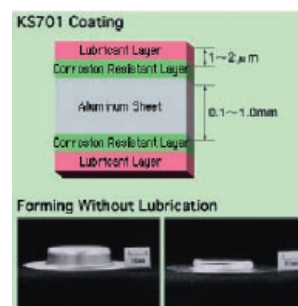 KS701 Coating
Lubricant Layer
Corrosion Resistant Layer
1~2μm
Aluminum Sheet
0.1~1.0mm
Corrosion Resistant Layer
Lubricant Layer
Forming Without Lubrication